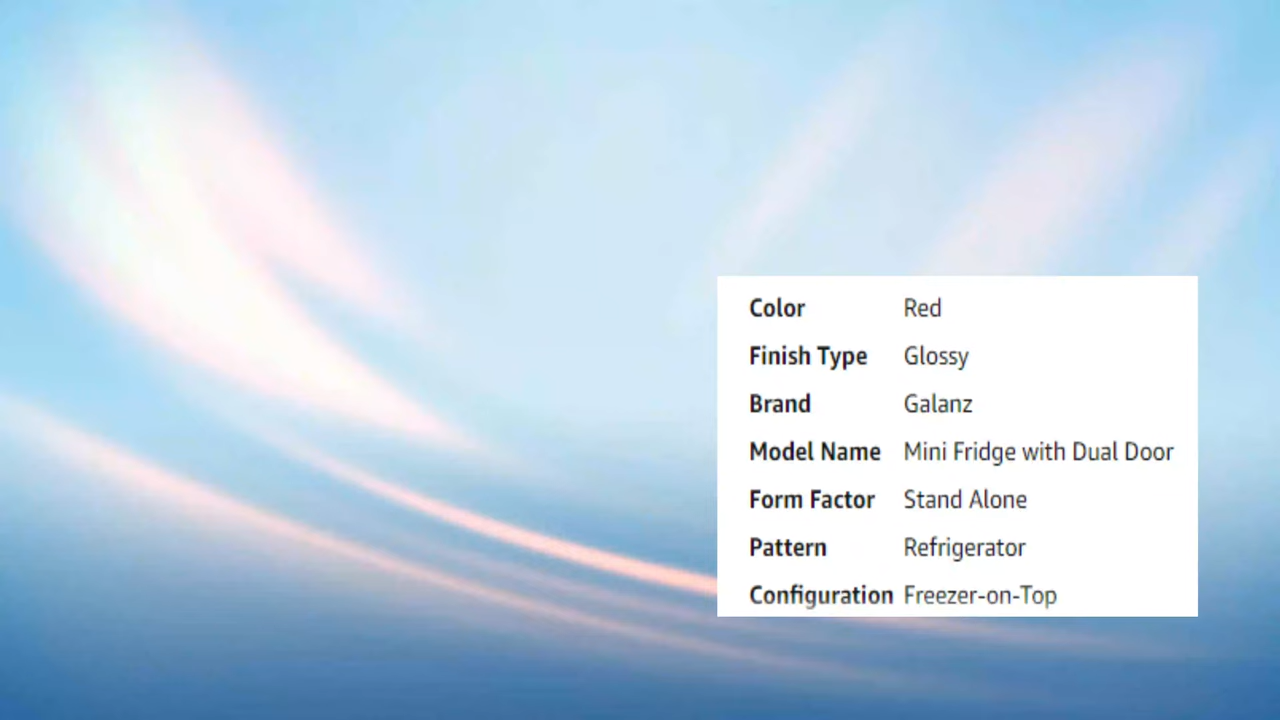 Color Red
Finish Type Glossy
Brand Galanz
Model Name Mini Fridge with Dual Door
Form Factor Stand Alone
Pattern Refrigerator
Configuration Freezer-on-Top